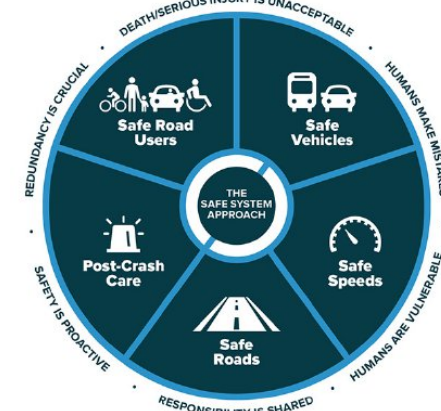 DEATH/SERIOUS INJURY IS UNACCEPTABLE
HUMANS MAKE
HUMANS ARE VULNERABLE
RESPONSIBILITY IS SHARED
SAFETY IS PROACTIVE
REDUNDANCY IS CRUCIAL
Safe Road
Users
Safe
Vehicles
THE
SAFE SYSTEM
APPROACH
Post-Crash
Care
Safe
Speeds
Safe
Roads